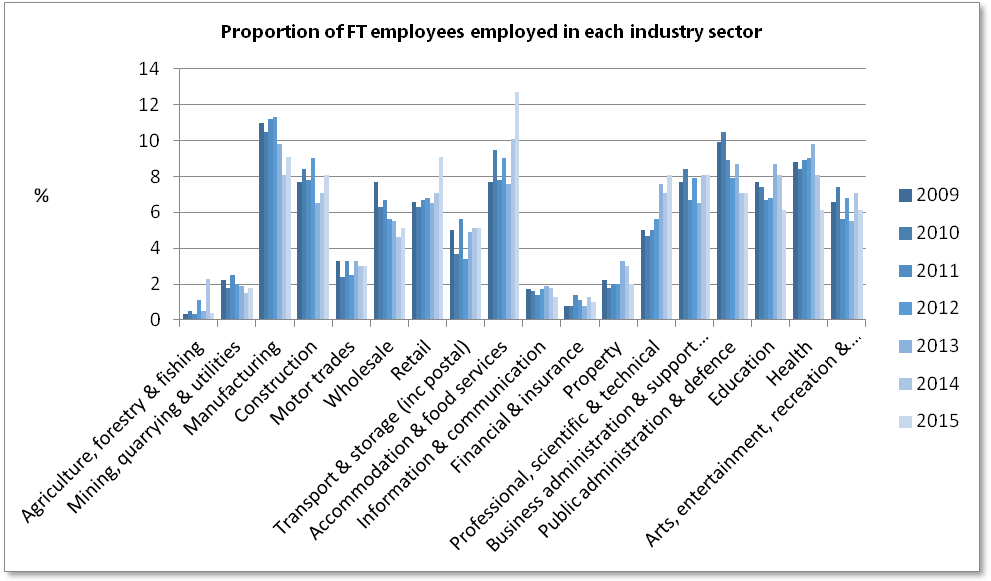 Proportion of FT employees employed in each industry sector
14
12
10
8
6
4
2
0
%
Agriculture, forestry & fishing
Mining, quarrying & utilities
Manufacturing
Construction
Motor trades
Wholesale
Retail
Transport & storage (inc postal)
Accommodation & food services
Information & communication
Financial & insurance
Property
Professional, scientific & technical
Business administration & support...
Public administration & defence
Education
Health
Arts, entertainment, recreation &...
2009
2010
2011
2012
2013
2014
2015